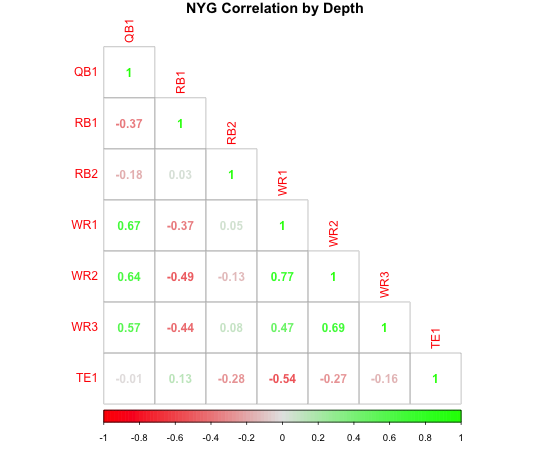 NYG Correlation by Depth
QB1
QB1 1 RB1
RB1 -0.37 1 RB2
RB2 -0.18 0.03 1 WR1
WR1 0.67 -0.37 0.05 1 WR2
WR2 0.64 -0.49 -0.13 0.77 1 WR3
WR3 0.57 -0.44 0.08 0.47 0.69 1 TE1
TE1 -0.01 0.13 -0.28 -0.54 -0.27 -0.16 1
-1 -0.8 -0.6 -0.4 -0.2 0 0.2 0.4 0.6 0.8 1